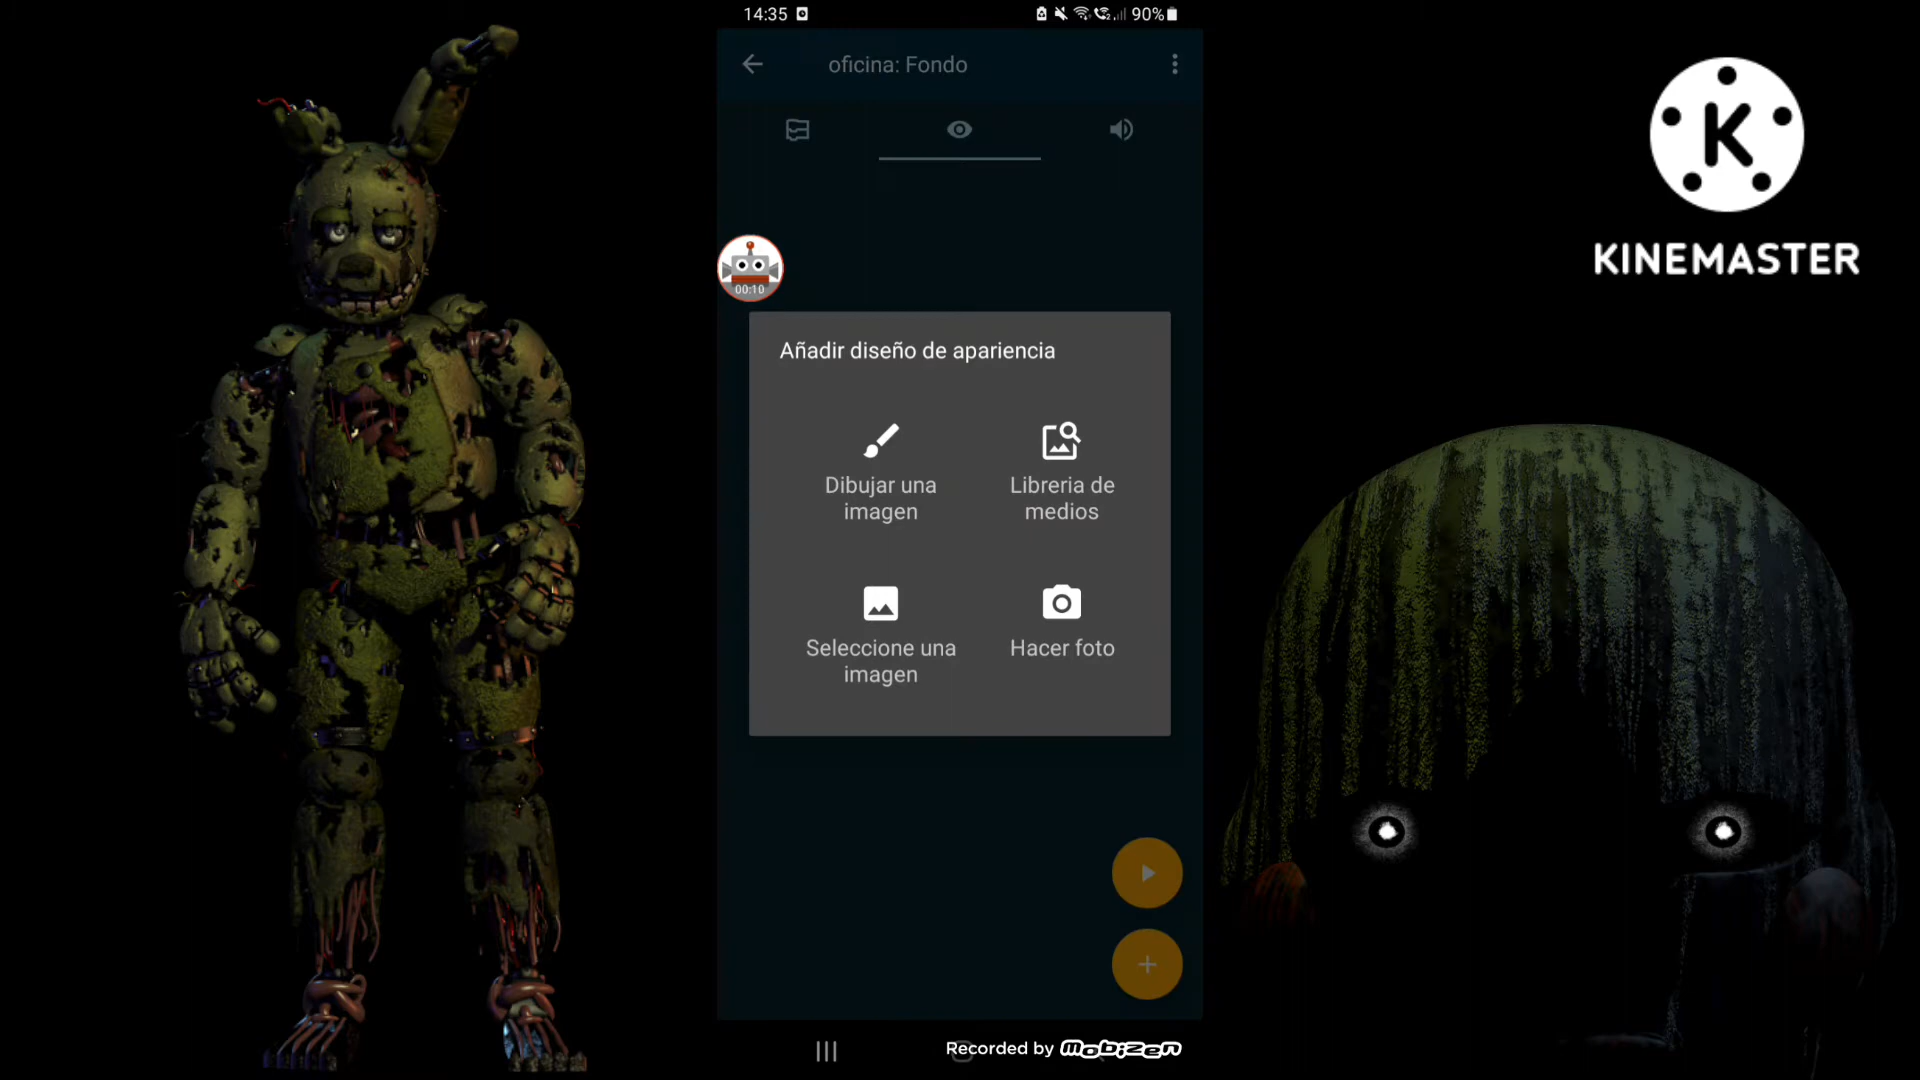 14:35
90%
oficina: Fondo
00:10
Añadir diseño de apariencia
Dibujar una
imagen
Libreria de
medios
Seleccione una
imagen
Hacer foto
K
KINEMASTER
Recorded by Mobizen